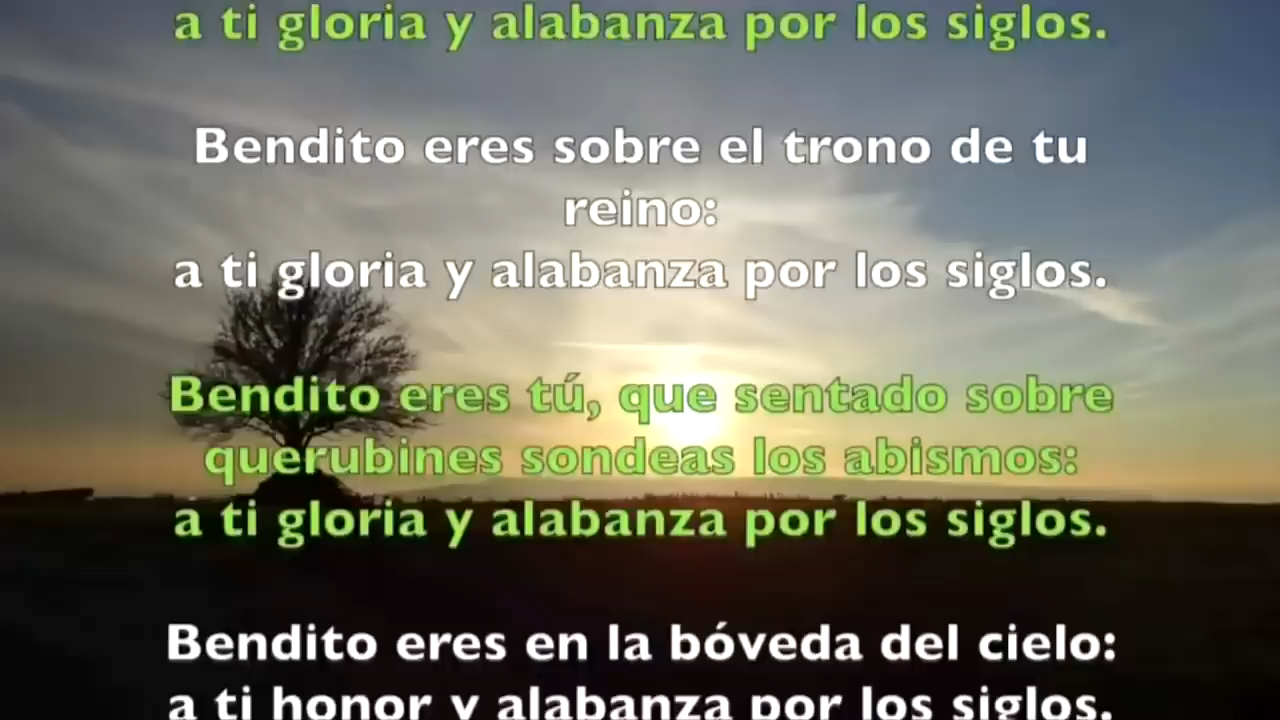 a ti gloria y alabanza por los siglos.
Bendito eres sobre el trono de tu
reino:
a ti gloria y alabanza por los siglos.
Bendito eres tú, que sentado sobre
querubines sondeas los abismos:
a ti gloria y alabanza por los siglos.
Bendito eres en la bóveda del cielo:
a ti honor y alabanza por los siglos.